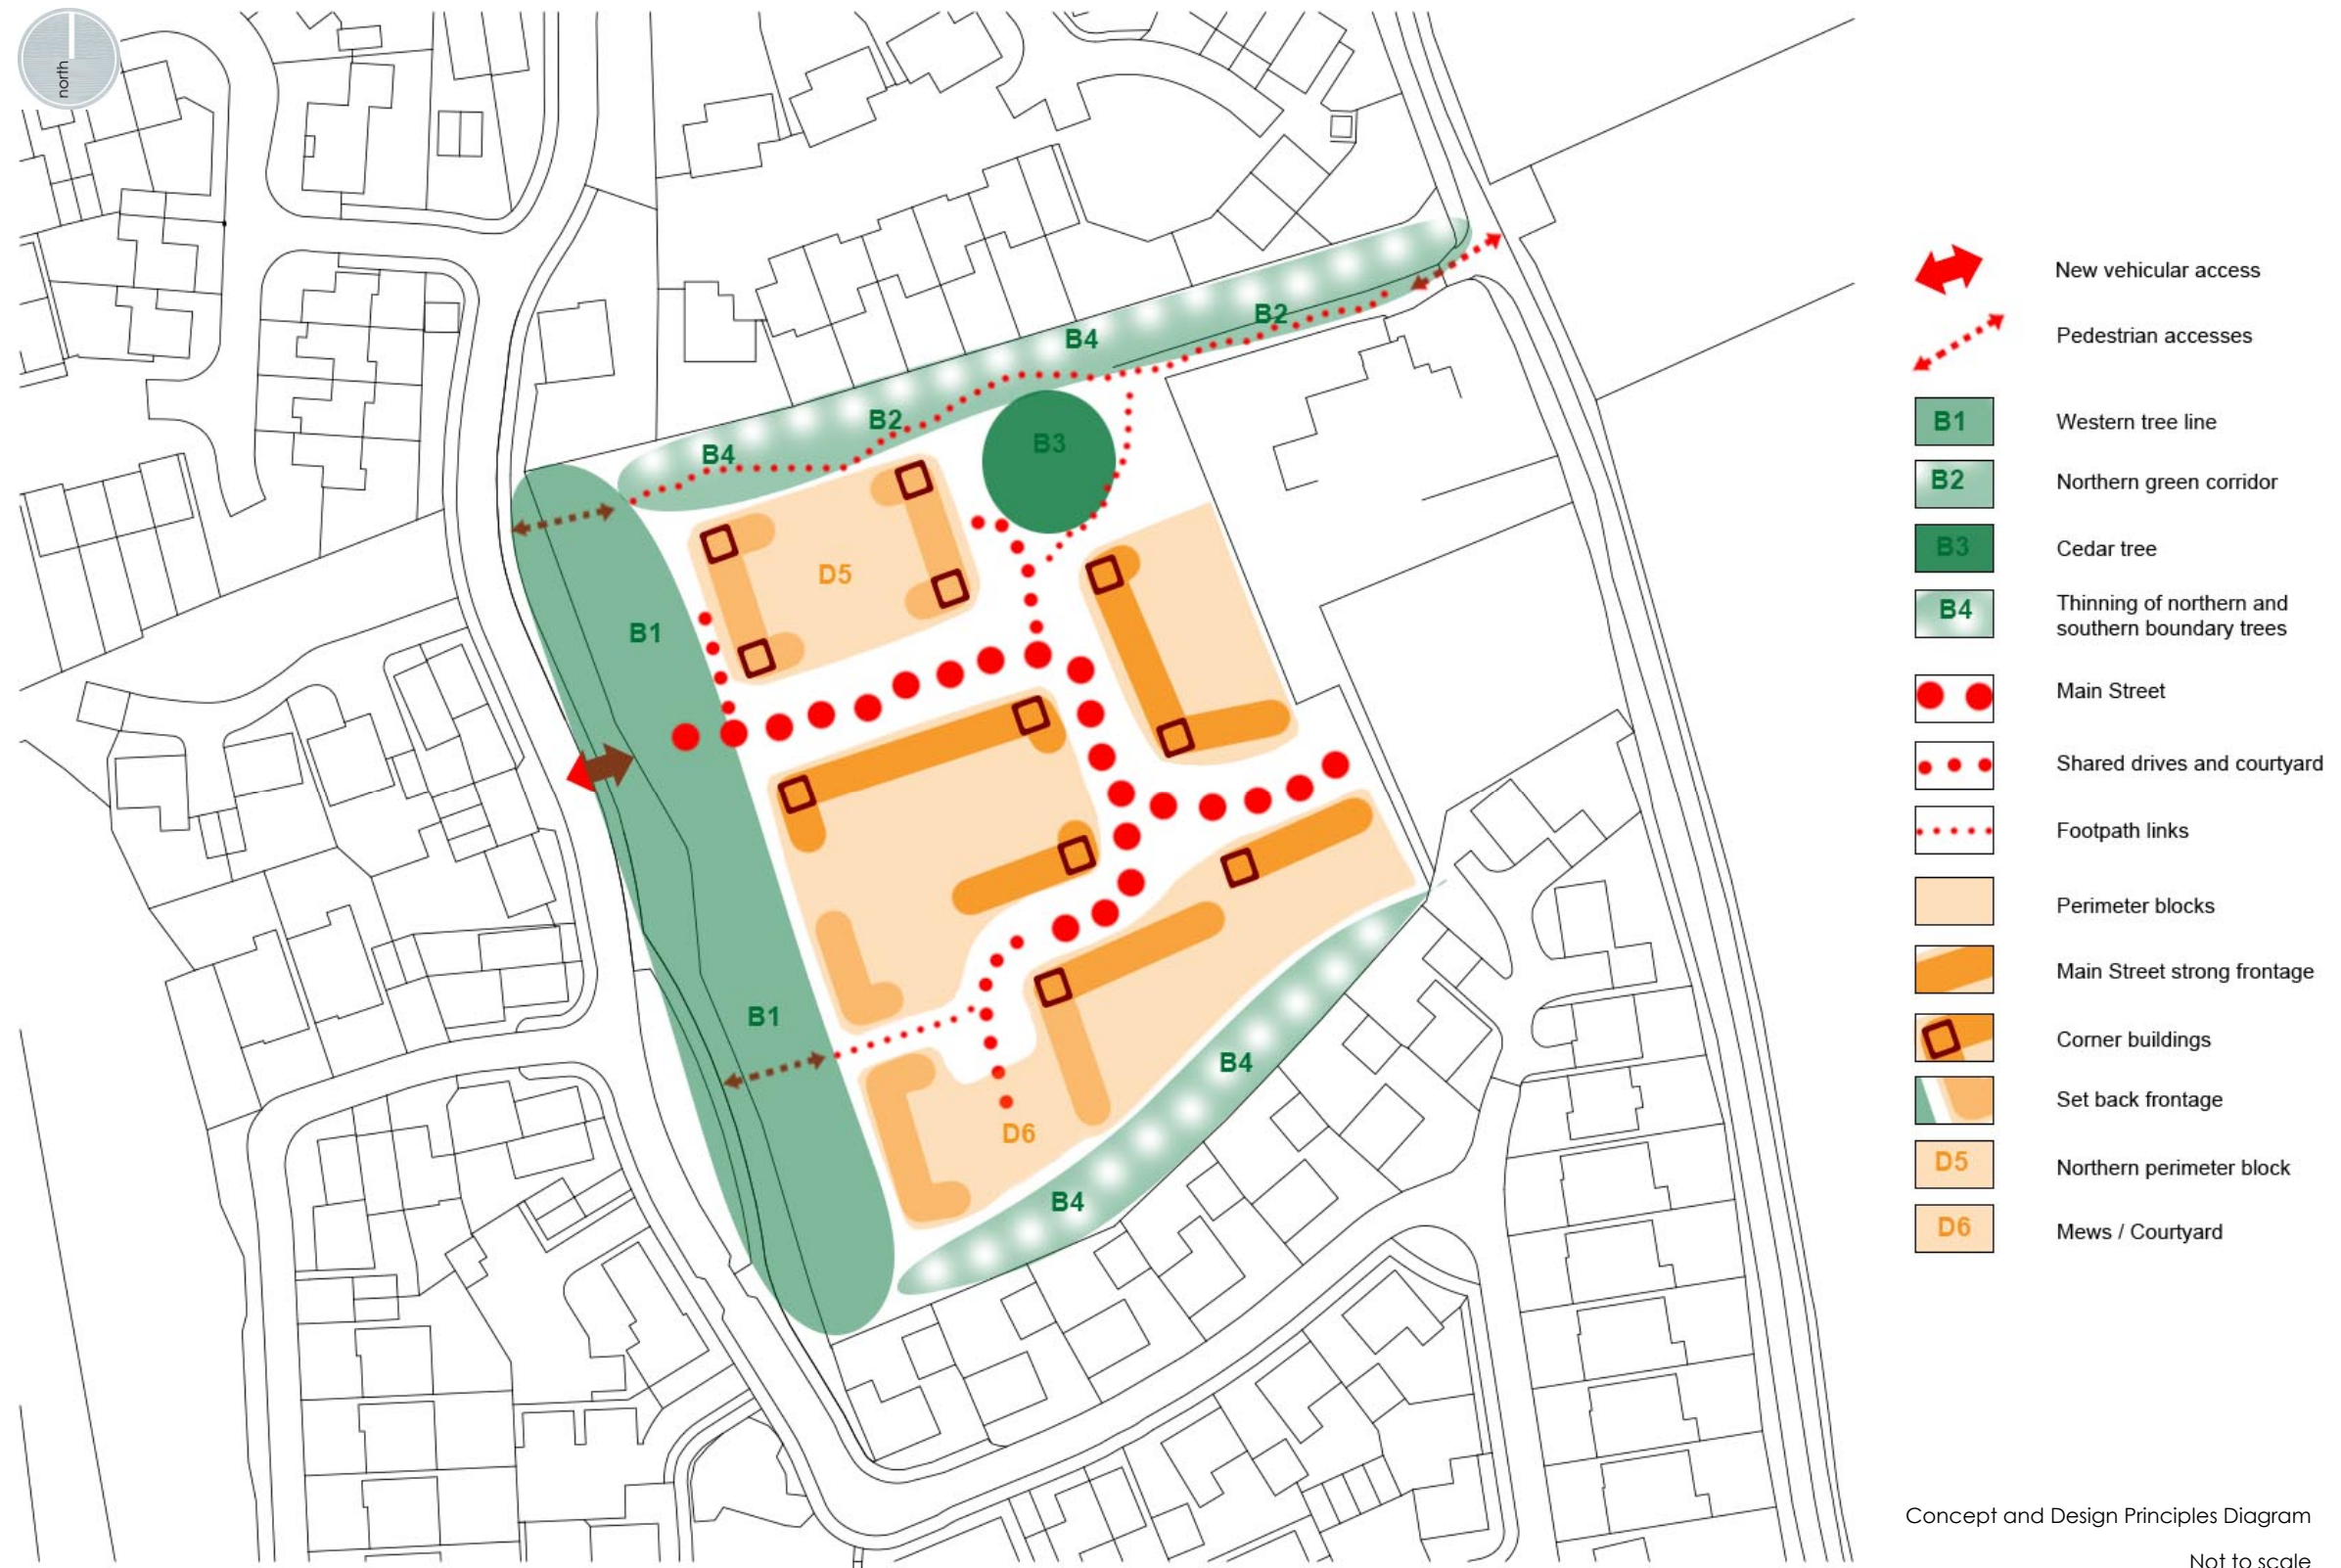 north
B4
B2
B4
B2
B3
D5
B1
B1
B4
D6
B4
New vehicular access
Pedestrian accesses
B1 Western tree line
B2 Northern green corridor
B3 Cedar tree
B4 Thinning of northern and
southern boundary trees
Main Street
Shared drives and courtyard
Footpath links
Perimeter blocks
Main Street strong frontage
Corner buildings
Set back frontage
D5 Northern perimeter block
D6 Mews / Courtyard
Concept and Design Principles Diagram
Not to scale